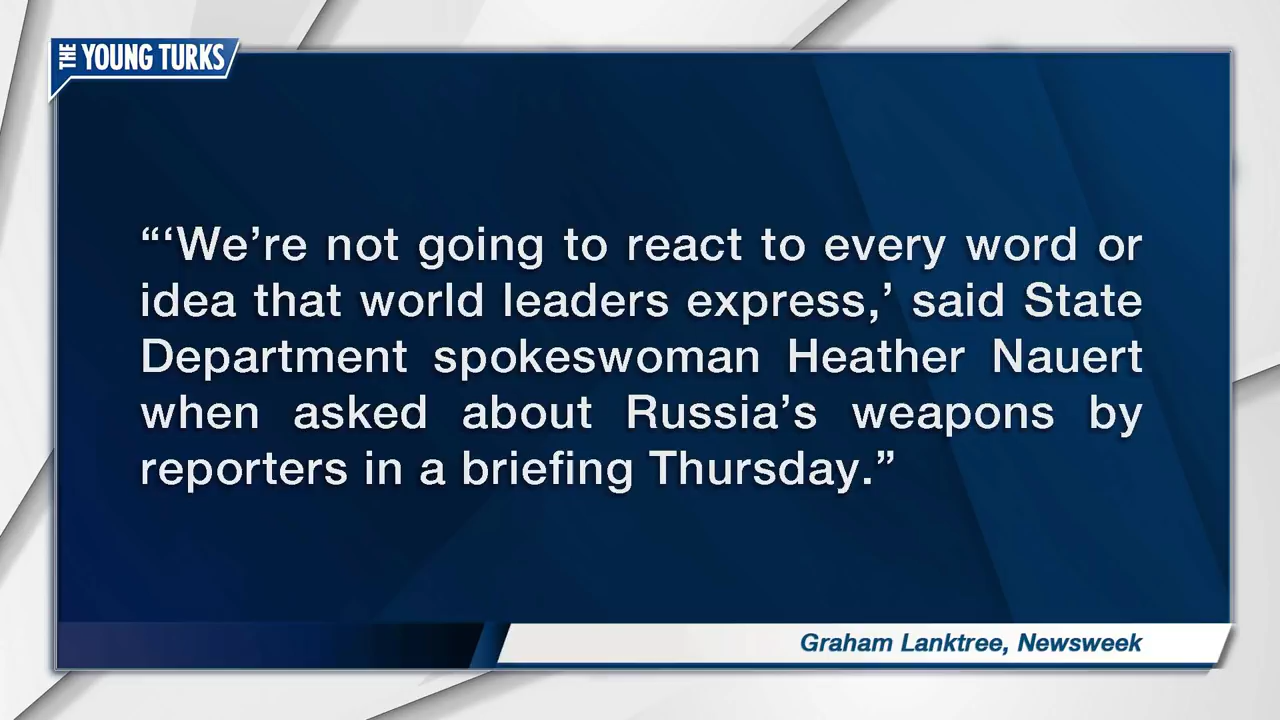 THE YOUNG TURKS
“‘We’re not going to react to every word or
idea that world leaders express,’ said State
Department spokeswoman Heather Nauert
when asked about Russia’s weapons by
reporters in a briefing Thursday.”
Graham Lanktree, Newsweek